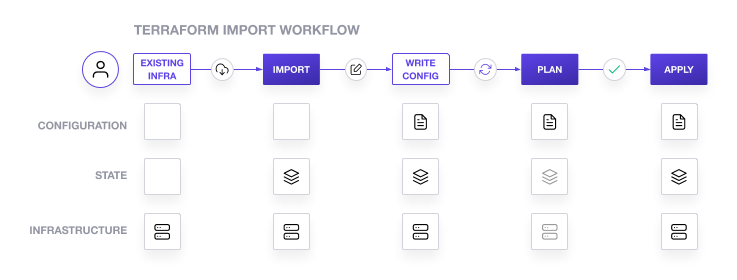 TERRAFORM IMPORT WORKFLOW
EXISTING
INFRA
IMPORT
WRITE
CONFIG
PLAN
APPLY
CONFIGURATION
STATE
INFRASTRUCTURE